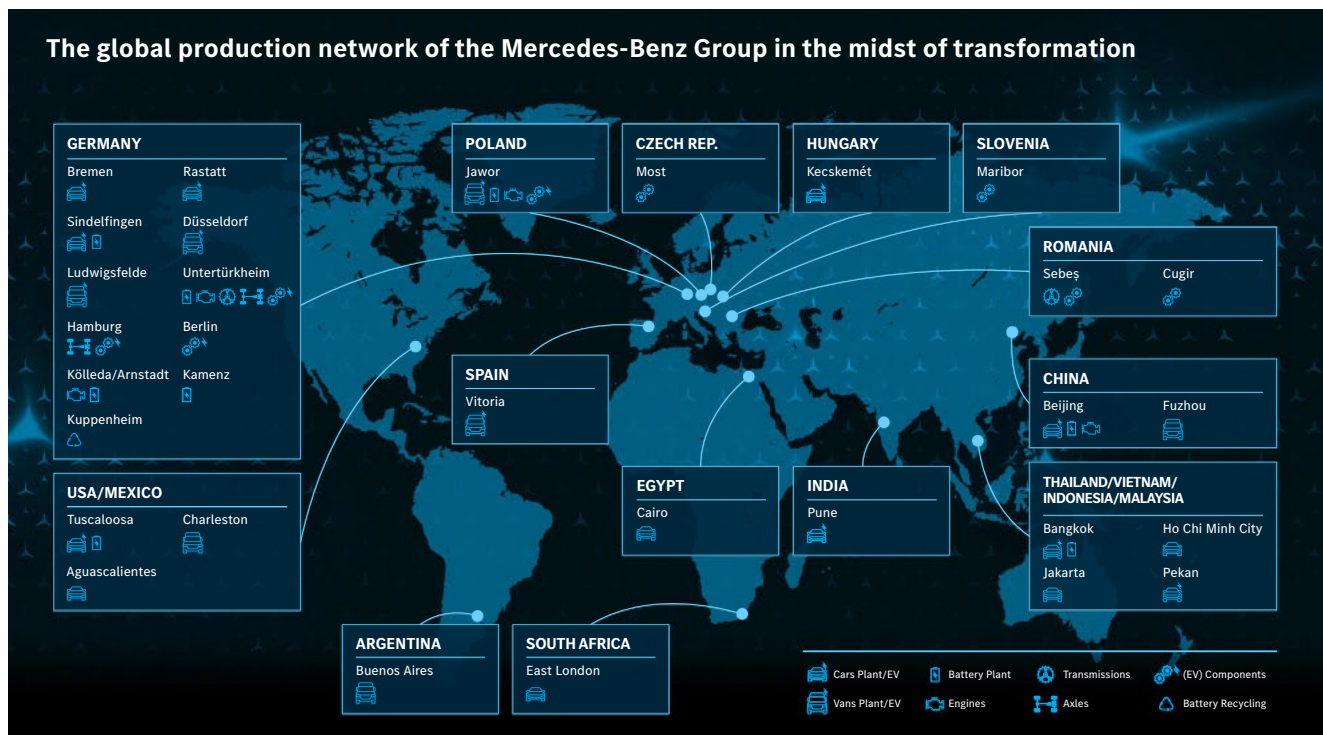 The global production network of the Mercedes-Benz Group in the midst of transformation
GERMANY
Bremen Rastatt
Sindelfingen Düsseldorf
Ludwigsfelde Untertürkheim
Hamburg Berlin
Kölleda/Arnstadt Kamenz
Kuppenheim
USA/MEXICO
Tuscaloosa Charleston
Aguascalientes
POLAND
Jawor
CZECH REP.
Most
HUNGARY
Kecskemét
SLOVENIA
Maribor
ROMANIA
Sebeș Cugir
SPAIN
Vitoria
CHINA
Beijing Fuzhou
EGYPT
Cairo
INDIA
Pune
THAILAND/VIETNAM/
INDONESIA/MALAYSIA
Bangkok Ho Chi Minh City
Jakarta Pekan
ARGENTINA
Buenos Aires
SOUTH AFRICA
East London
Cars Plant/EV Battery Plant Transmissions (EV) Components
Vans Plant/EV Engines Axles Battery Recycling